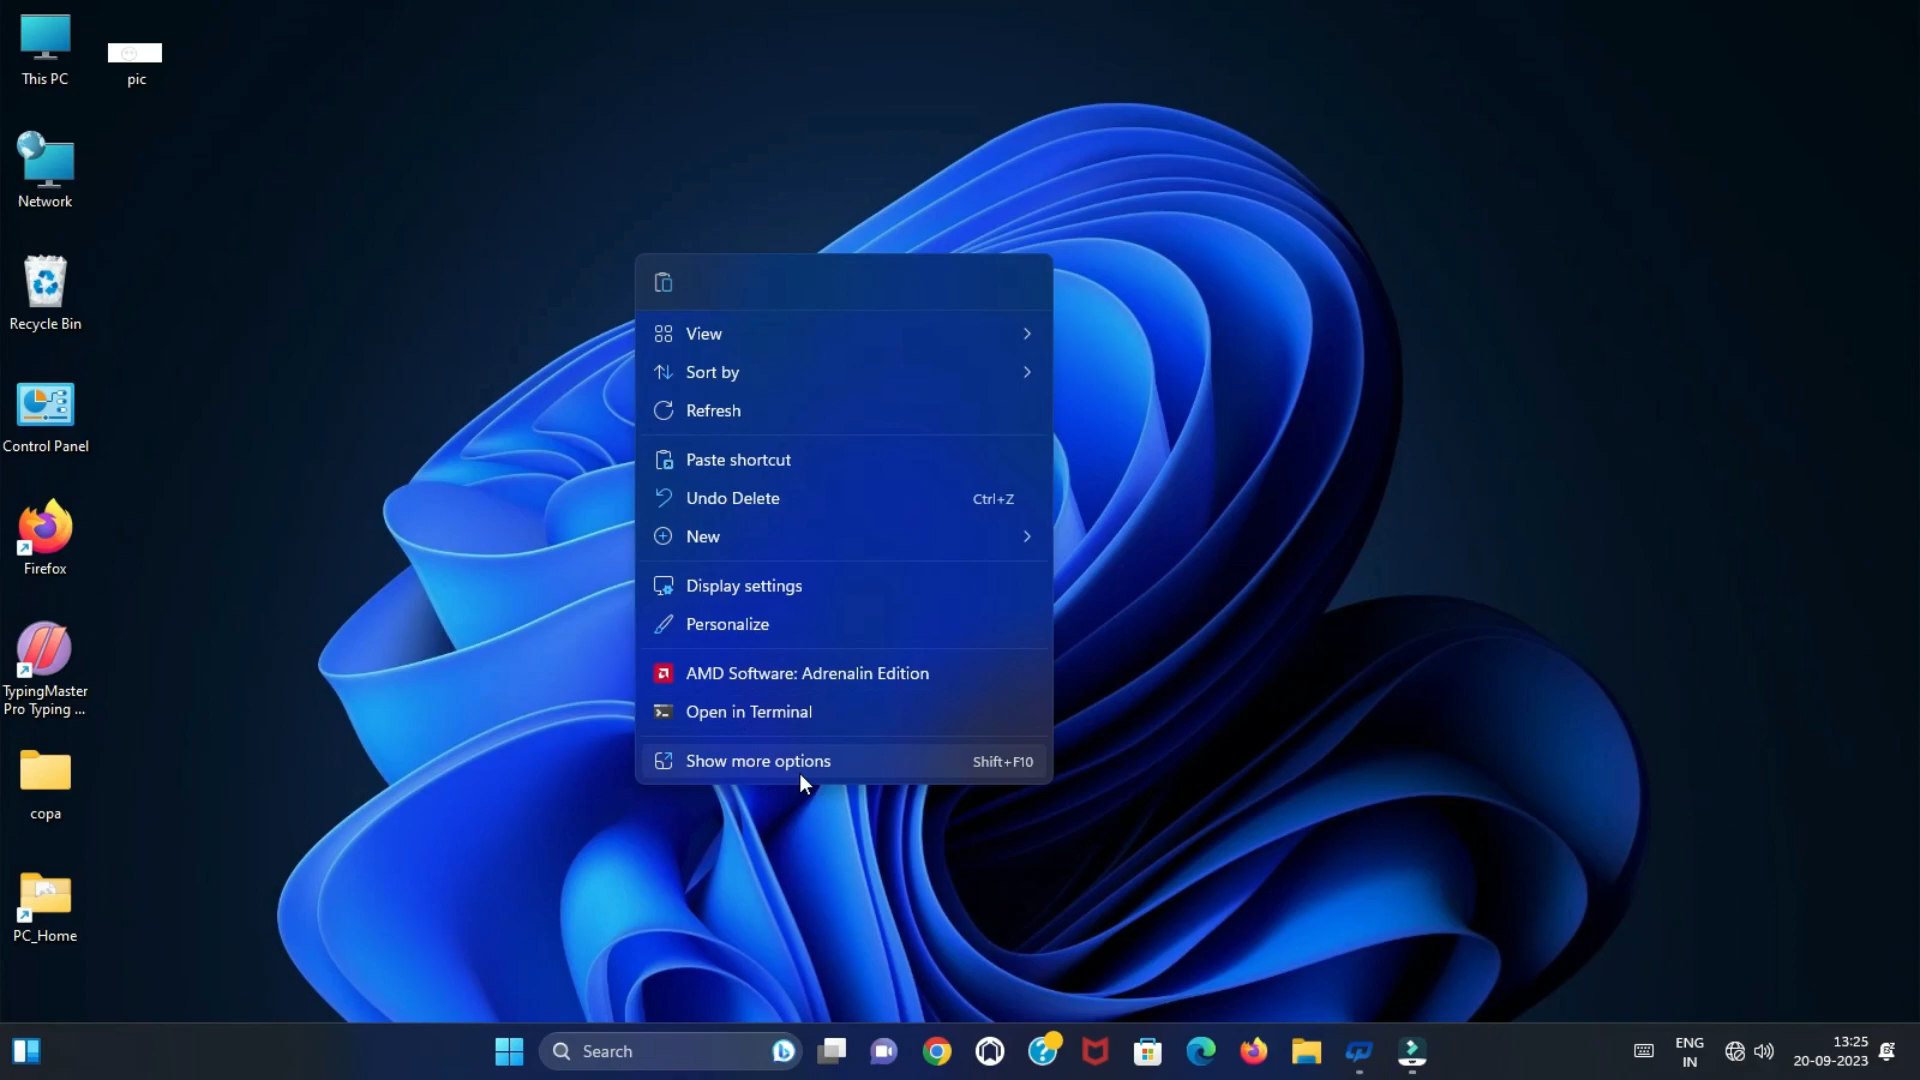 This PC
pic
Network
Recycle Bin
Control Panel
Firefox
TypingMaster
Pro Typing ...
copa
PC_Home
View
Sort by
Refresh
Paste shortcut
Undo Delete Ctrl+Z
New
Display settings
Personalize
AMD Software: Adrenalin Edition
Open in Terminal
Show more options Shift+F10
Search
ENG
IN
13:25
20-09-2023